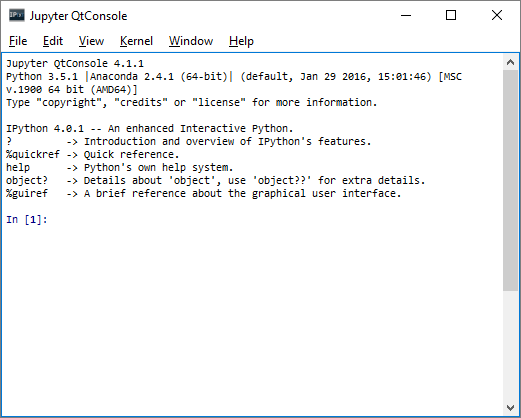 Jupyter QtConsole
File Edit View Kernel Window Help
Jupyter QtConsole 4.1.1
Python 3.5.1 |Anaconda 2.4.1 (64-bit)| (default, Jan 29 2016, 15:01:46) [MSC
v.1900 64 bit (AMD64)]
Type "copyright", "credits" or "license" for more information.

IPython 4.0.1 -- An enhanced Interactive Python.
?         -> Introduction and overview of IPython's features.
%quickref -> Quick reference.
help      -> Python's own help system.
object?   -> Details about 'object', use 'object??' for extra details.
%guiref   -> A brief reference about the graphical user interface.

In [1]: